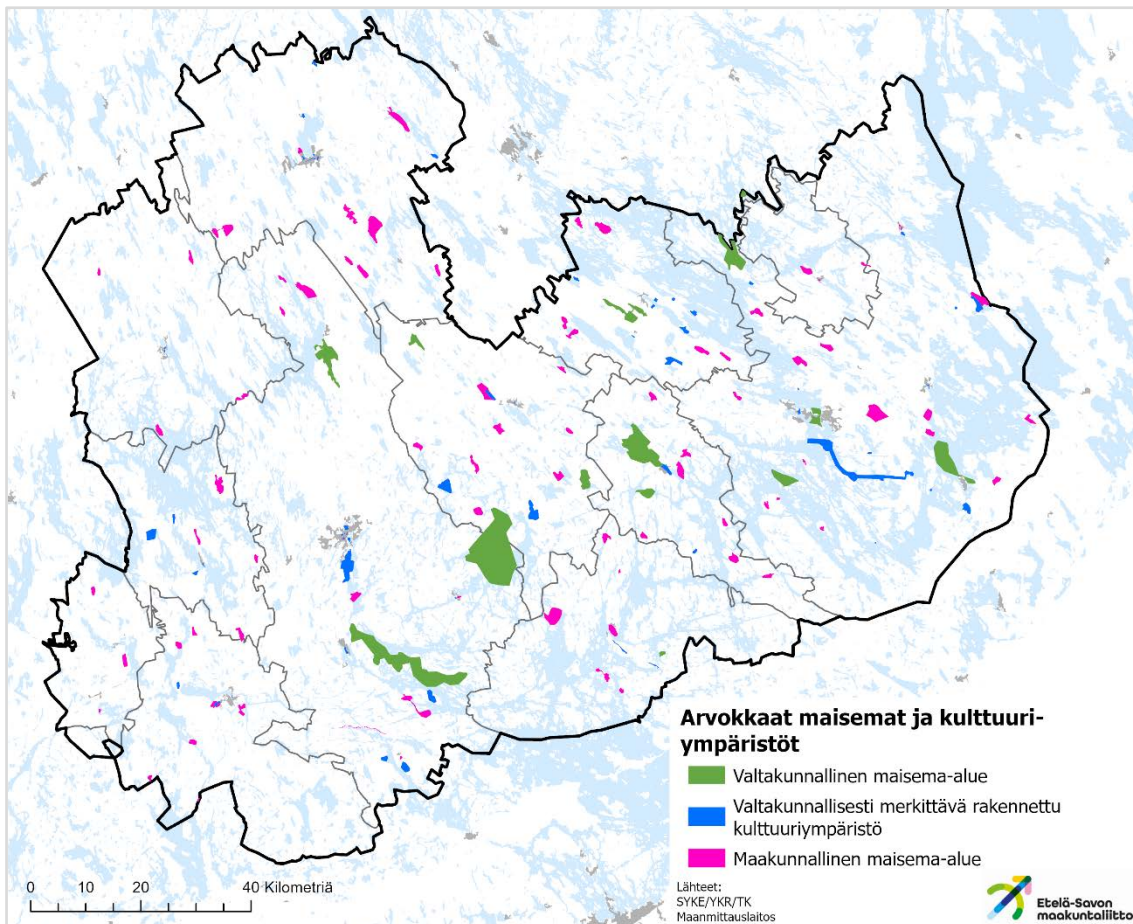 Arvokkaat maisemat ja kulttuuri-
ympäristöt
Valtakunnallinen maisema-alue
Valtakunnallisesti merkittävä rakennettu
kulttuuriympäristö
Maakunnallinen maisema-alue
0 10 20 40 Kilometriä
Lähteet:
SYKE/YKR/TK
Maanmittauslaitos
Etelä-Savon
maakuntaliitto